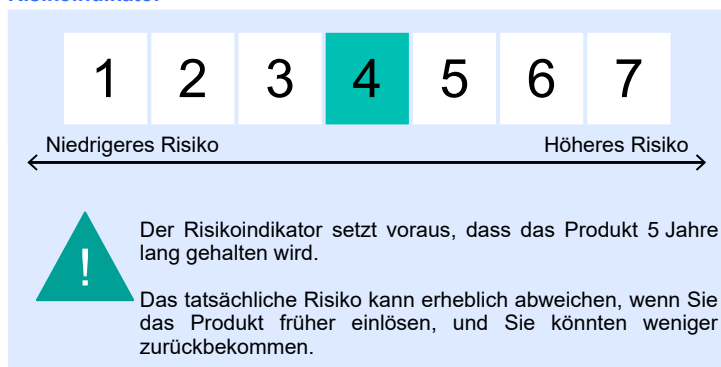 Risikoindikator
1 2 3 4 5 6 7
Niedrigeres Risiko Höheres Risiko
!
Der Risikoindikator setzt voraus, dass das Produkt 5 Jahre
lang gehalten wird.
Das tatsächliche Risiko kann erheblich abweichen, wenn Sie
das Produkt früher einlösen, und Sie könnten weniger
zurückbekommen.